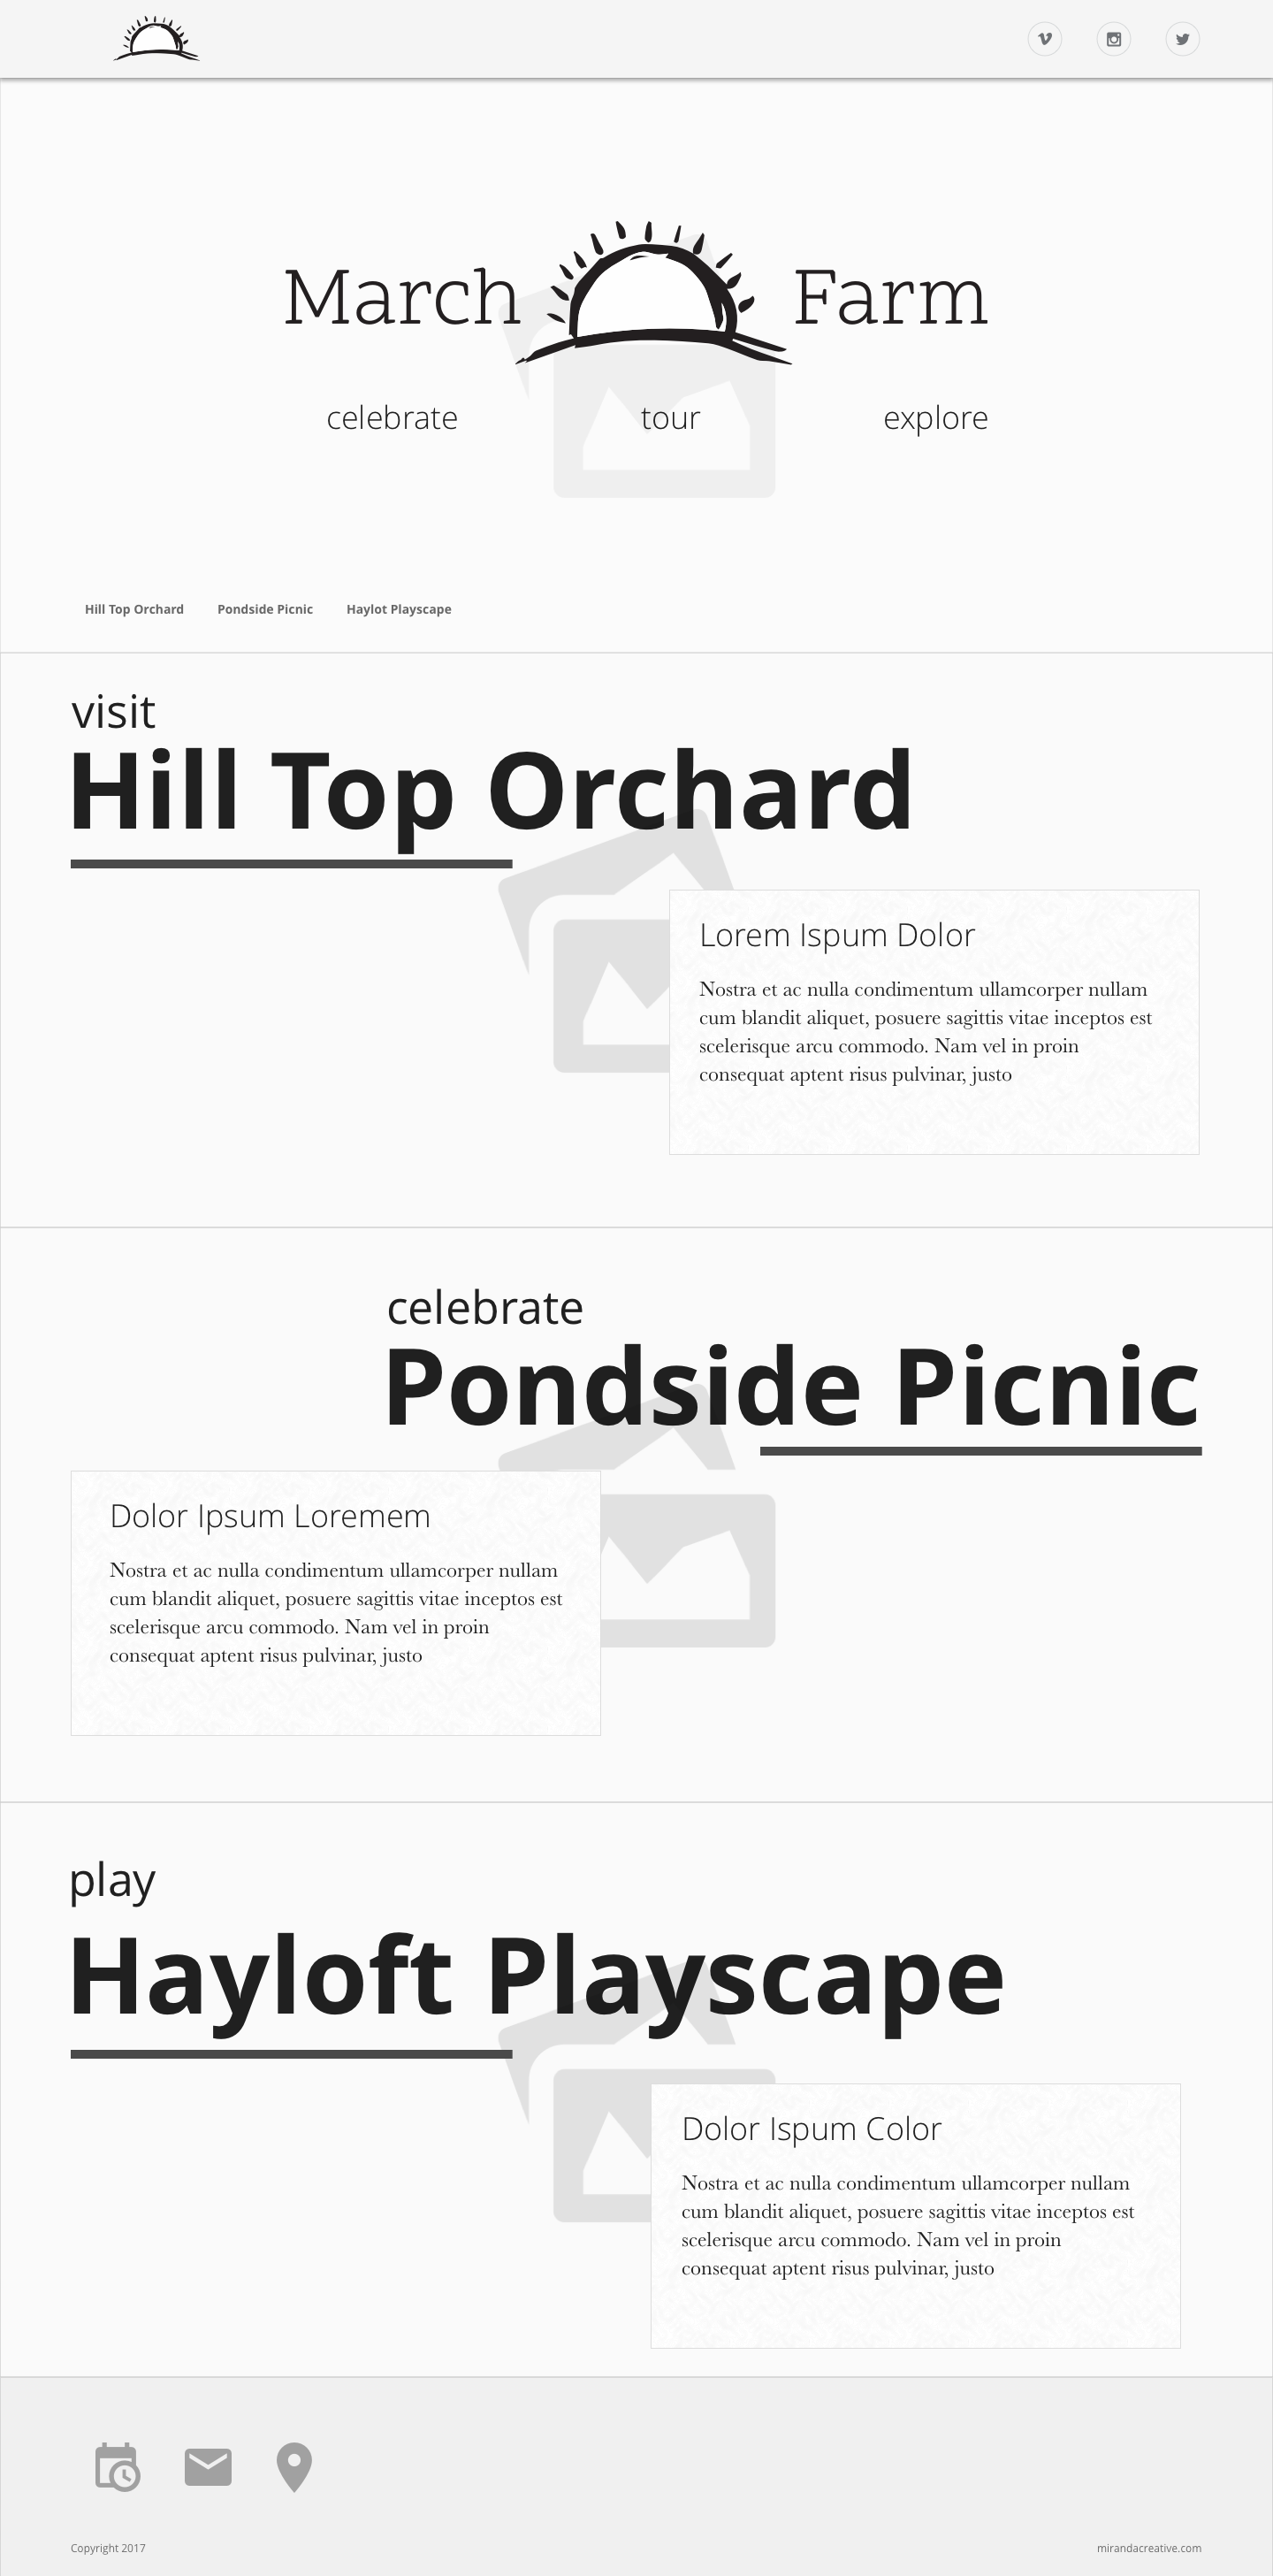 March Farm
celebrate tour explore
Hill Top Orchard Pondside Picnic Haylot Playscape
visit
Hill Top Orchard
Lorem Ispum Dolor
Nostra et ac nulla condimentum ullamcorper nullam
cum blandit aliquet, posuere sagittis vitae inceptos est
scelerisque arcu commodo. Nam vel in proin
consequat aptent risus pulvinar, justo
celebrate
Pondside Picnic
Dolor Ipsum Loremem
Nostra et ac nulla condimentum ullamcorper nullam
cum blandit aliquet, posuere sagittis vitae inceptos est
scelerisque arcu commodo. Nam vel in proin
consequat aptent risus pulvinar, justo
play
Hayloft Playscape
Dolor Ispum Color
Nostra et ac nulla condimentum ullamcorper nullam
cum blandit aliquet, posuere sagittis vitae inceptos est
scelerisque arcu commodo. Nam vel in proin
consequat aptent risus pulvinar, justo
Copyright 2017
mirandacreative.com